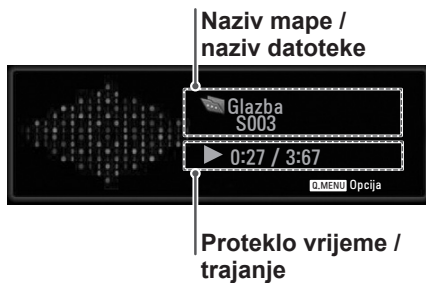 Naziv mape /
naziv datoteke
Glazba
S003
0:27 / 3:67
Q.MENU Opcija
Proteklo vrijeme /
trajanje